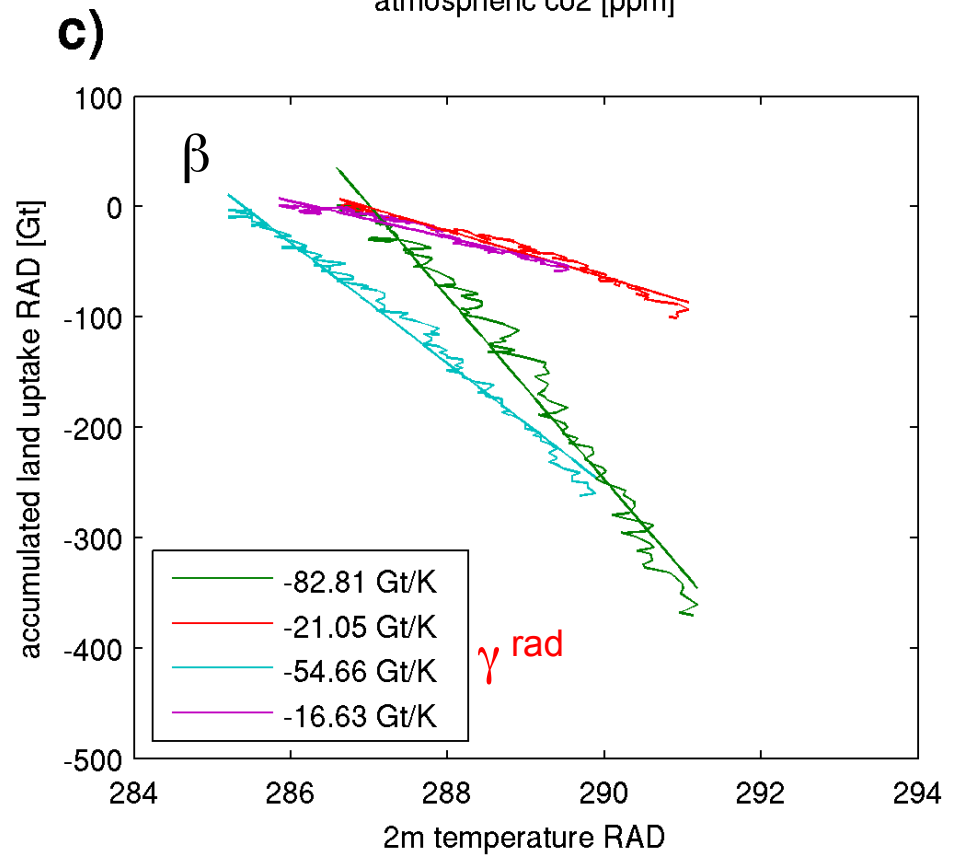 atmospheric co2 [ppm]
c)
β
100
0
-100
-200
-300
-400
-500
accumulated land uptake RAD [Gt]
-82.81 Gt/K
-21.05 Gt/K
-54.66 Gt/K
-16.63 Gt/K
γ rad
284 286 288 290 292 294
2m temperature RAD